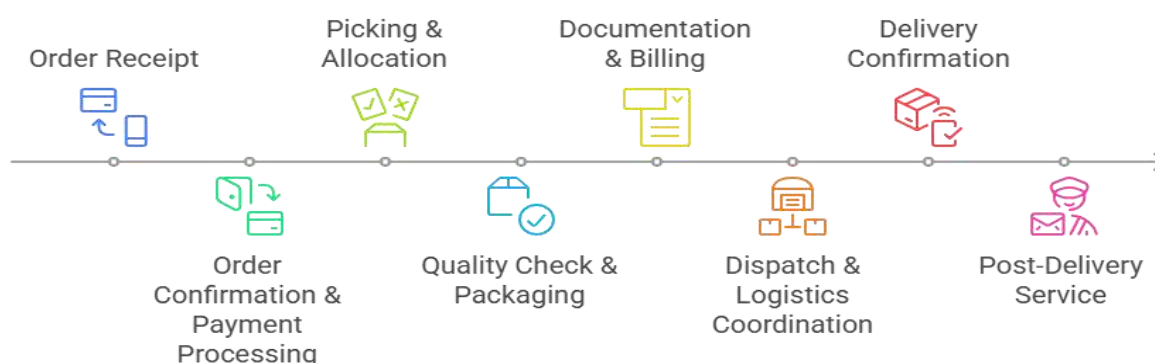 Order Receipt
Order
Confirmation &
Payment
Processing
Picking &
Allocation
Quality Check &
Packaging
Documentation
& Billing
Dispatch &
Logistics
Coordination
Delivery
Confirmation
Post-Delivery
Service